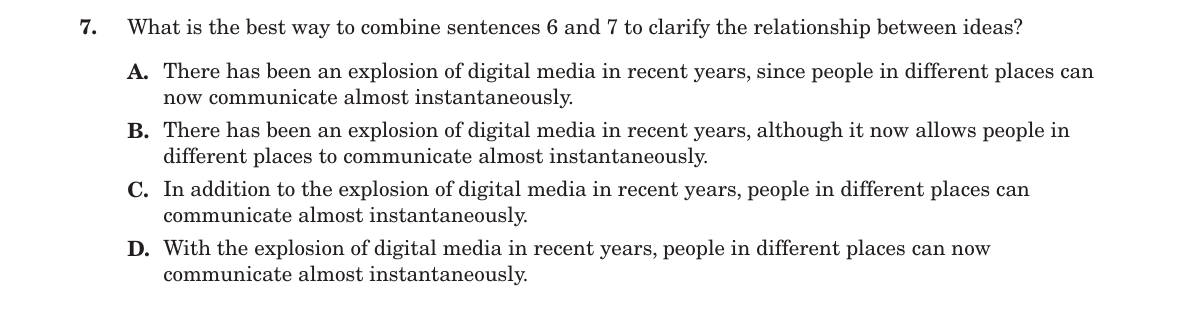 7. What is the best way to combine sentences 6 and 7 to clarify the relationship between ideas?
A. There has been an explosion of digital media in recent years, since people in different places can
now communicate almost instantaneously.
B. There has been an explosion of digital media in recent years, although it now allows people in
different places to communicate almost instantaneously.
C. In addition to the explosion of digital media in recent years, people in different places can
communicate almost instantaneously.
D. With the explosion of digital media in recent years, people in different places can now
communicate almost instantaneously.